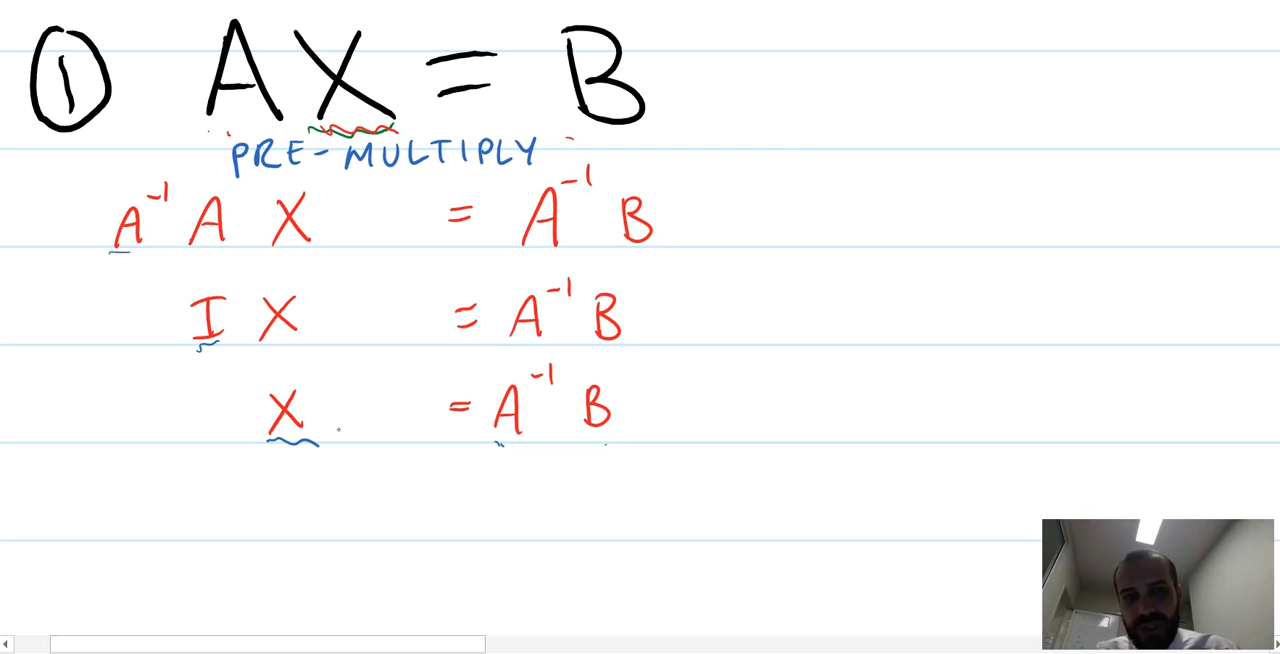 ① AX = B
PRE-MULTIPLY
A⁻¹ A X = A⁻¹ B
I X = A⁻¹ B
X = A⁻¹ B